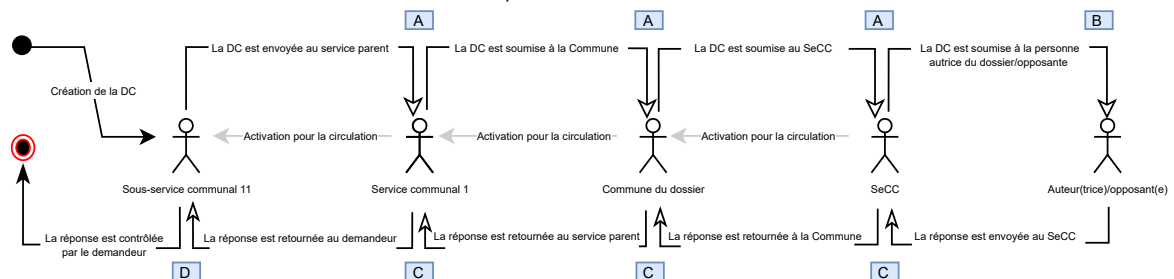 A
A
A
B
La DC est envoyée au service parent
La DC est soumise à la Commune
La DC est soumise au SeCC
La DC est soumise à la personne
autrice du dossier/opposante
Création de la DC
Activation pour la circulation
Activation pour la circulation
Activation pour la circulation
Sous-service communal 11
Service communal 1
Commune du dossier
SeCC
Auteur(trice)/opposant(e)
La réponse est contrôlée
par le demandeur
La réponse est retournée au demandeur
La réponse est retournée au service parent
La réponse est retournée à la Commune
La réponse est envoyée au SeCC
D
C
C
C